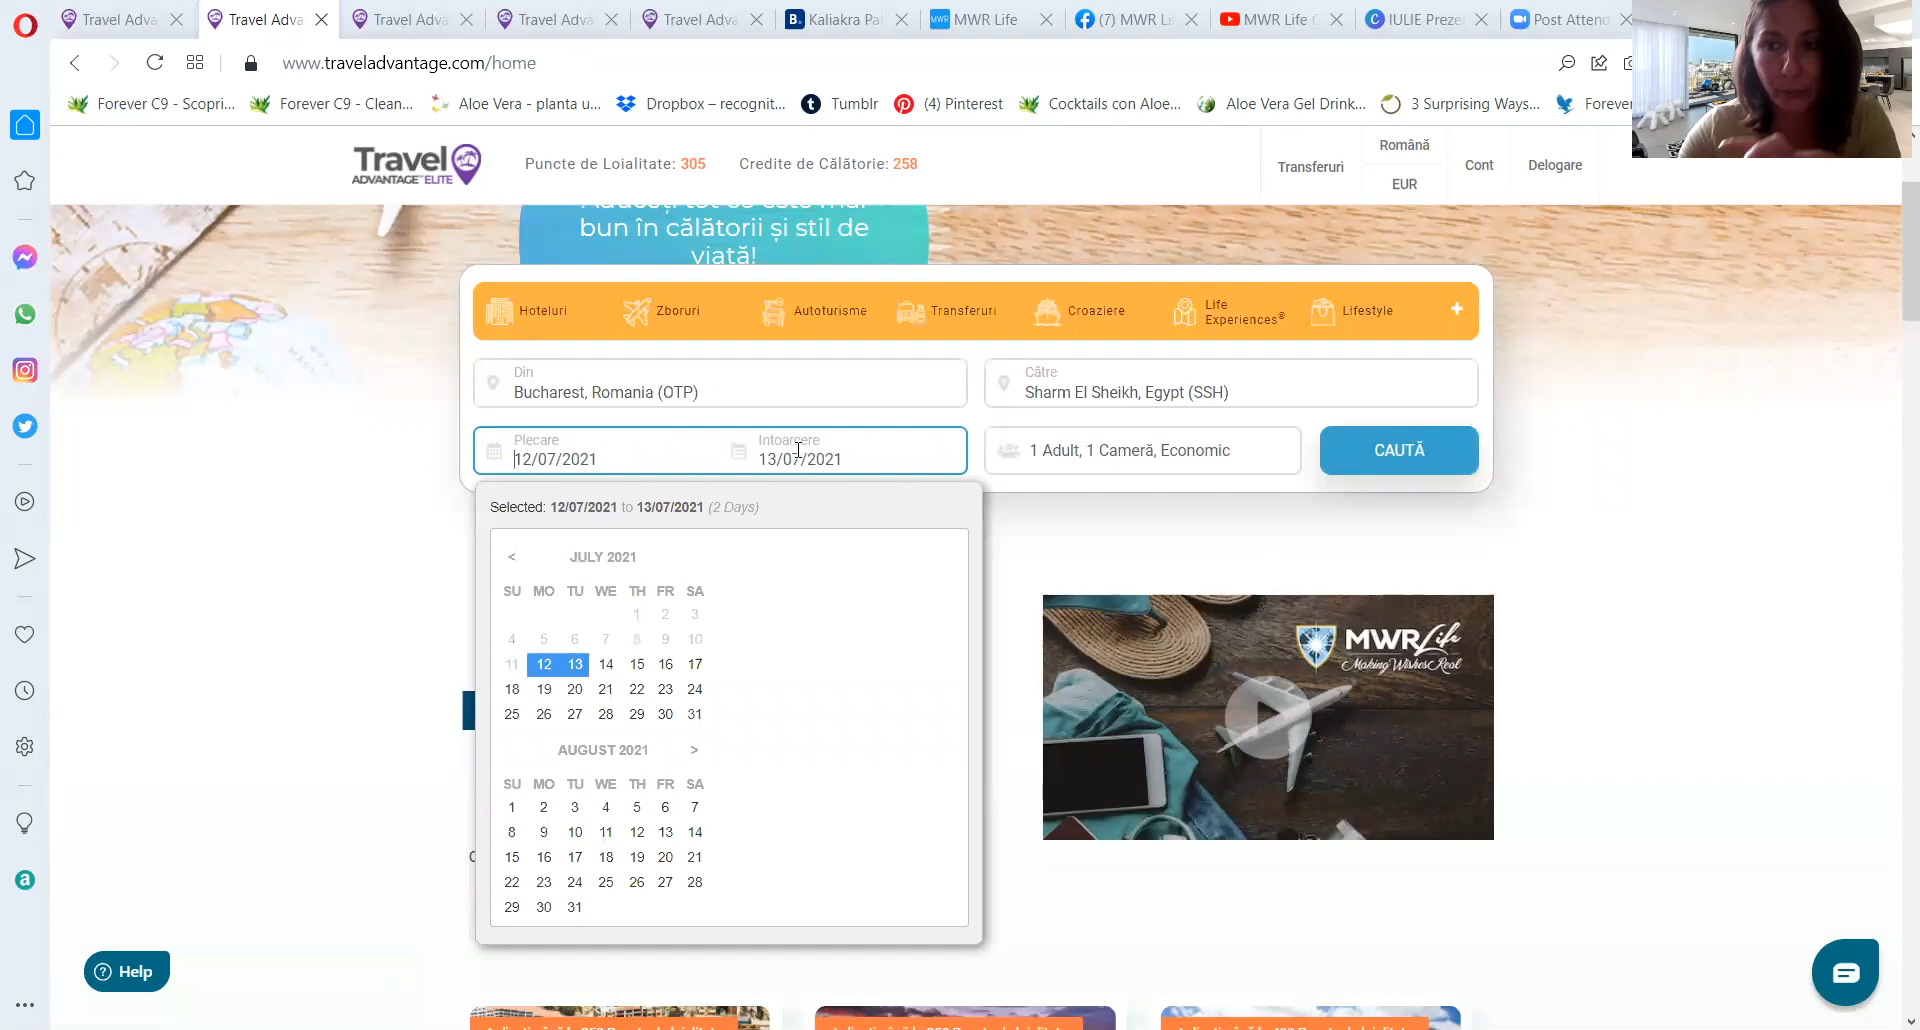 Travel Adva
Travel Adva
Travel Adva
Travel Adva
Travel Adva
Kaliakra Pa
MWR Life
(7) MWR Li
MWR Life
IULIE Preze
Post Attend
www.traveladvantage.com/home
Forever C9 - Scopri...
Forever C9 - Clean...
Aloe Vera - planta u...
Dropbox – recognit...
Tumblr
(4) Pinterest
Cocktails con Aloe...
Aloe Vera Gel Drink...
3 Surprising Ways...
Forever
Travel
ADVANTAGE™ ELITE
Puncte de Loialitate: 305
Credite de Călătorie: 258
Transferuri
Română
EUR
Cont
Delogare
bun în călătorii și stil de
viață!
Hoteluri
Zboruri
Autoturisme
Transferuri
Croaziere
Life
Experiences®
Lifestyle
+
Din
Bucharest, Romania (OTP)
Către
Sharm El Sheikh, Egypt (SSH)
Plecare
12/07/2021
Intoarcere
13/07/2021
1 Adult, 1 Cameră, Economic
CAUTĂ
Selected: 12/07/2021 to 13/07/2021 (2 Days)
< JULY 2021
SU MO TU WE TH FR SA
1 2 3
4 5 6 7 8 9 10
11 12 13 14 15 16 17
18 19 20 21 22 23 24
25 26 27 28 29 30 31
AUGUST 2021 >
SU MO TU WE TH FR SA
1 2 3 4 5 6 7
8 9 10 11 12 13 14
15 16 17 18 19 20 21
22 23 24 25 26 27 28
29 30 31
MWR Life
Making Wishes Real
Help